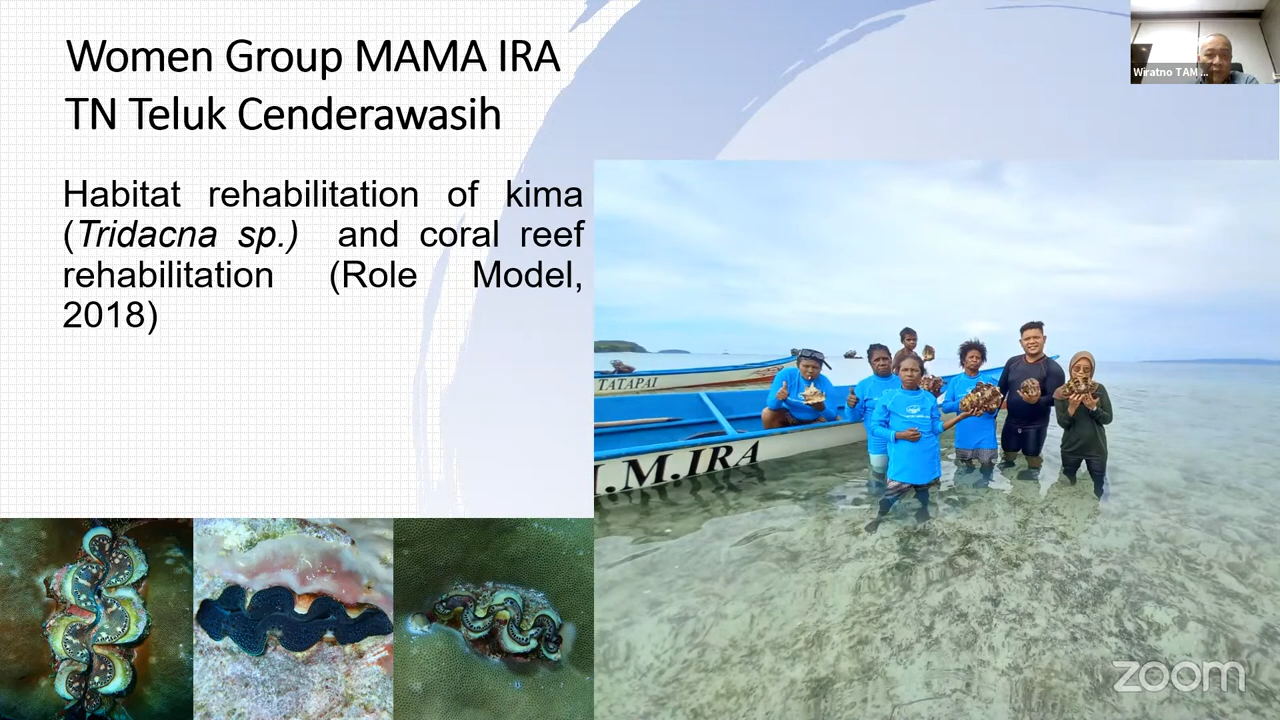 Women Group MAMA IRA
TN Teluk Cenderawasih
Habitat rehabilitation of kima
(Tridacna sp.) and coral reef
rehabilitation (Role Model,
2018)
Wiratno TAM ...
TATAPAI
.M.IRA
zoom